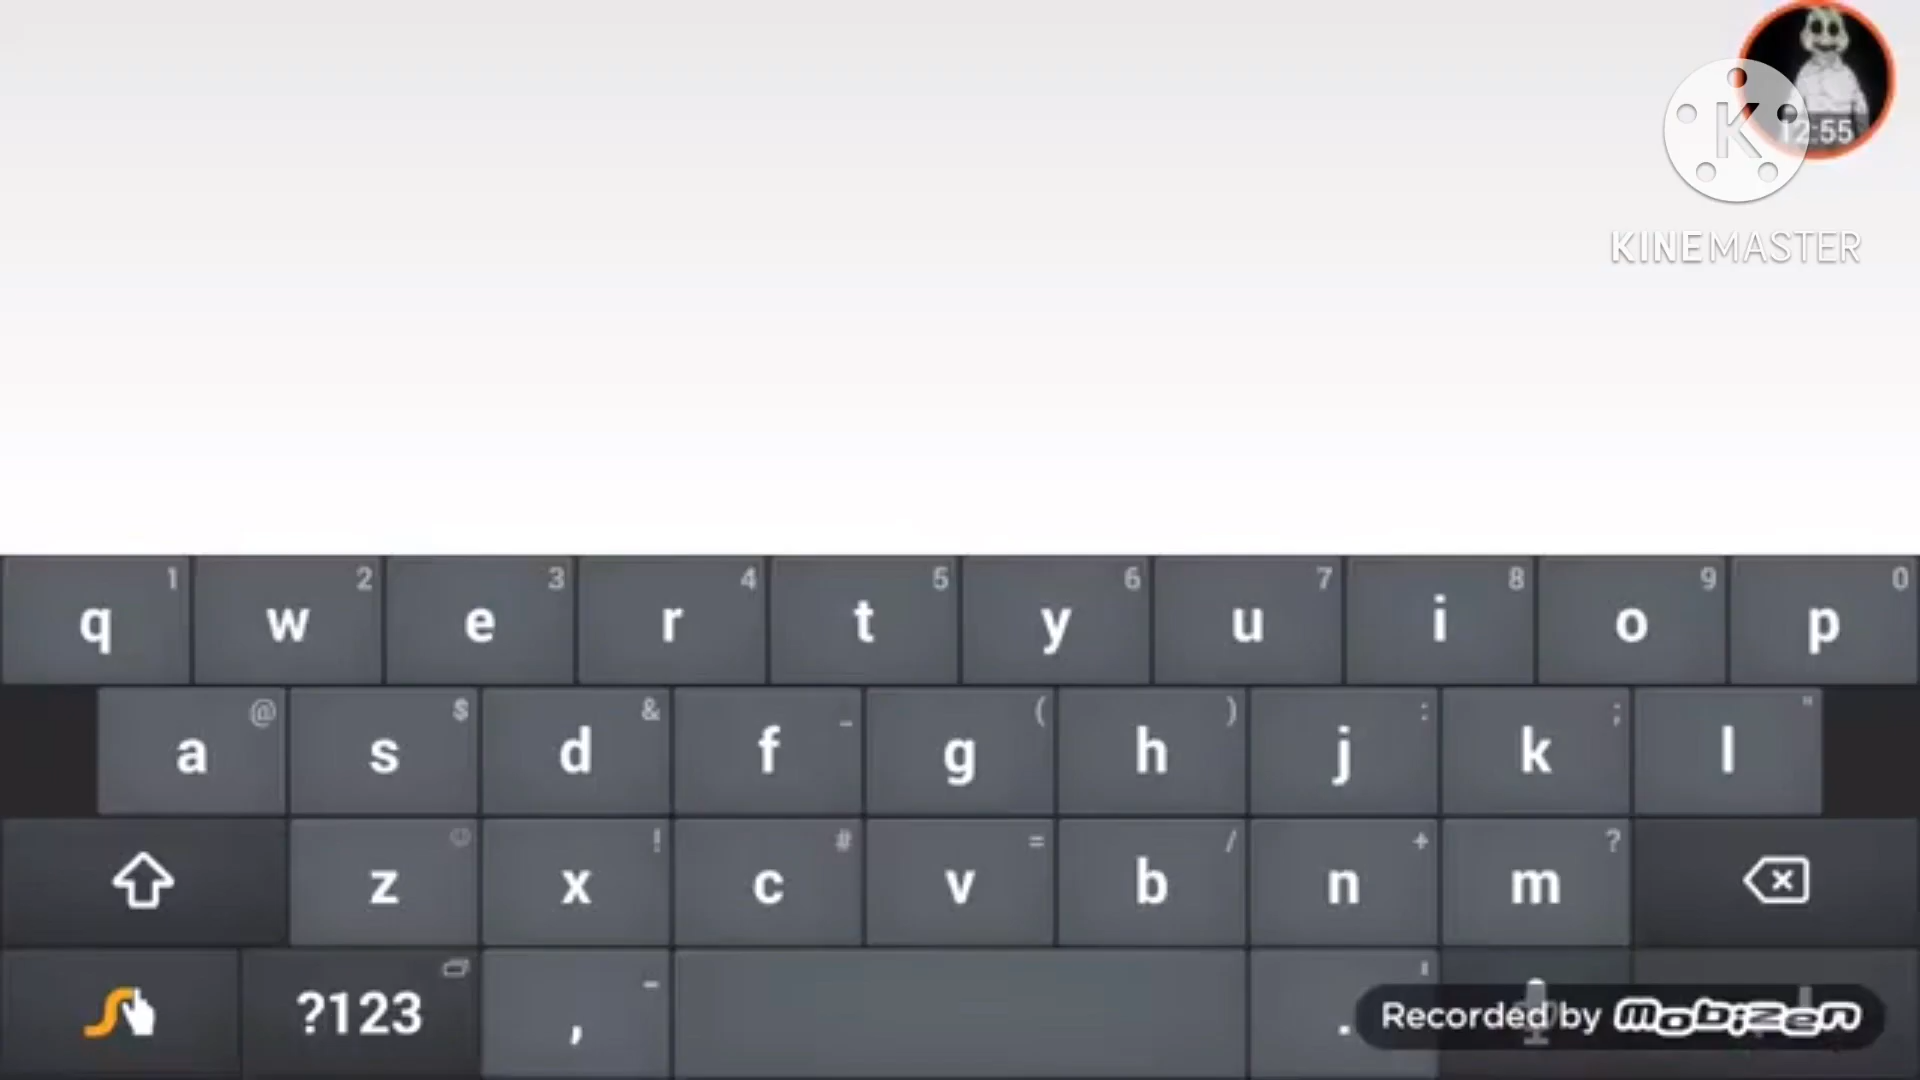 12:55
K
KINEMASTER
1 2 3 4 5 6 7 8 9 0
q w e r t y u i o p
@ $ & _ ( ) : ; "
a s d f g h j k l
! # = / + ?
z x c v b n m
?123 , - . '
Recorded by mobizen